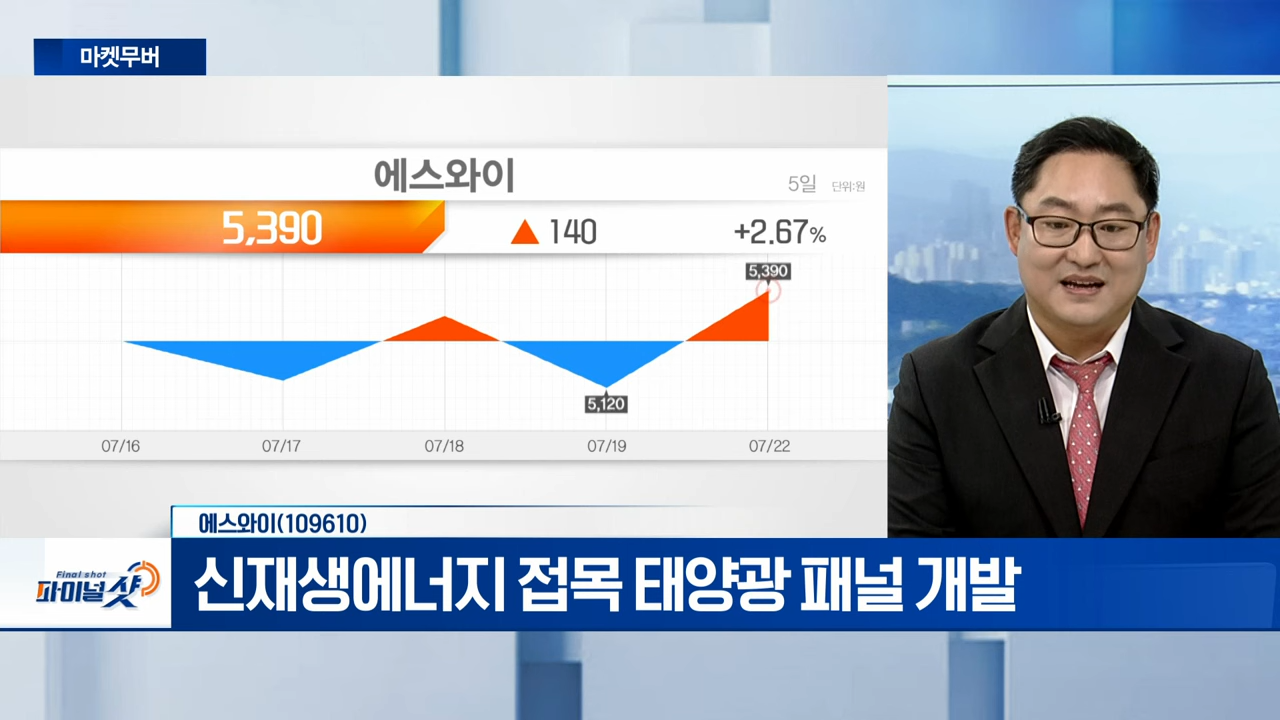 마켓무버
에스와이
5일 단위:원
5,390 ▲ 140 +2.67%
5,390
5,120
07/16 07/17 07/18 07/19 07/22
에스와이(109610)
Final shot
파이널샷
신재생에너지 접목 태양광 패널 개발